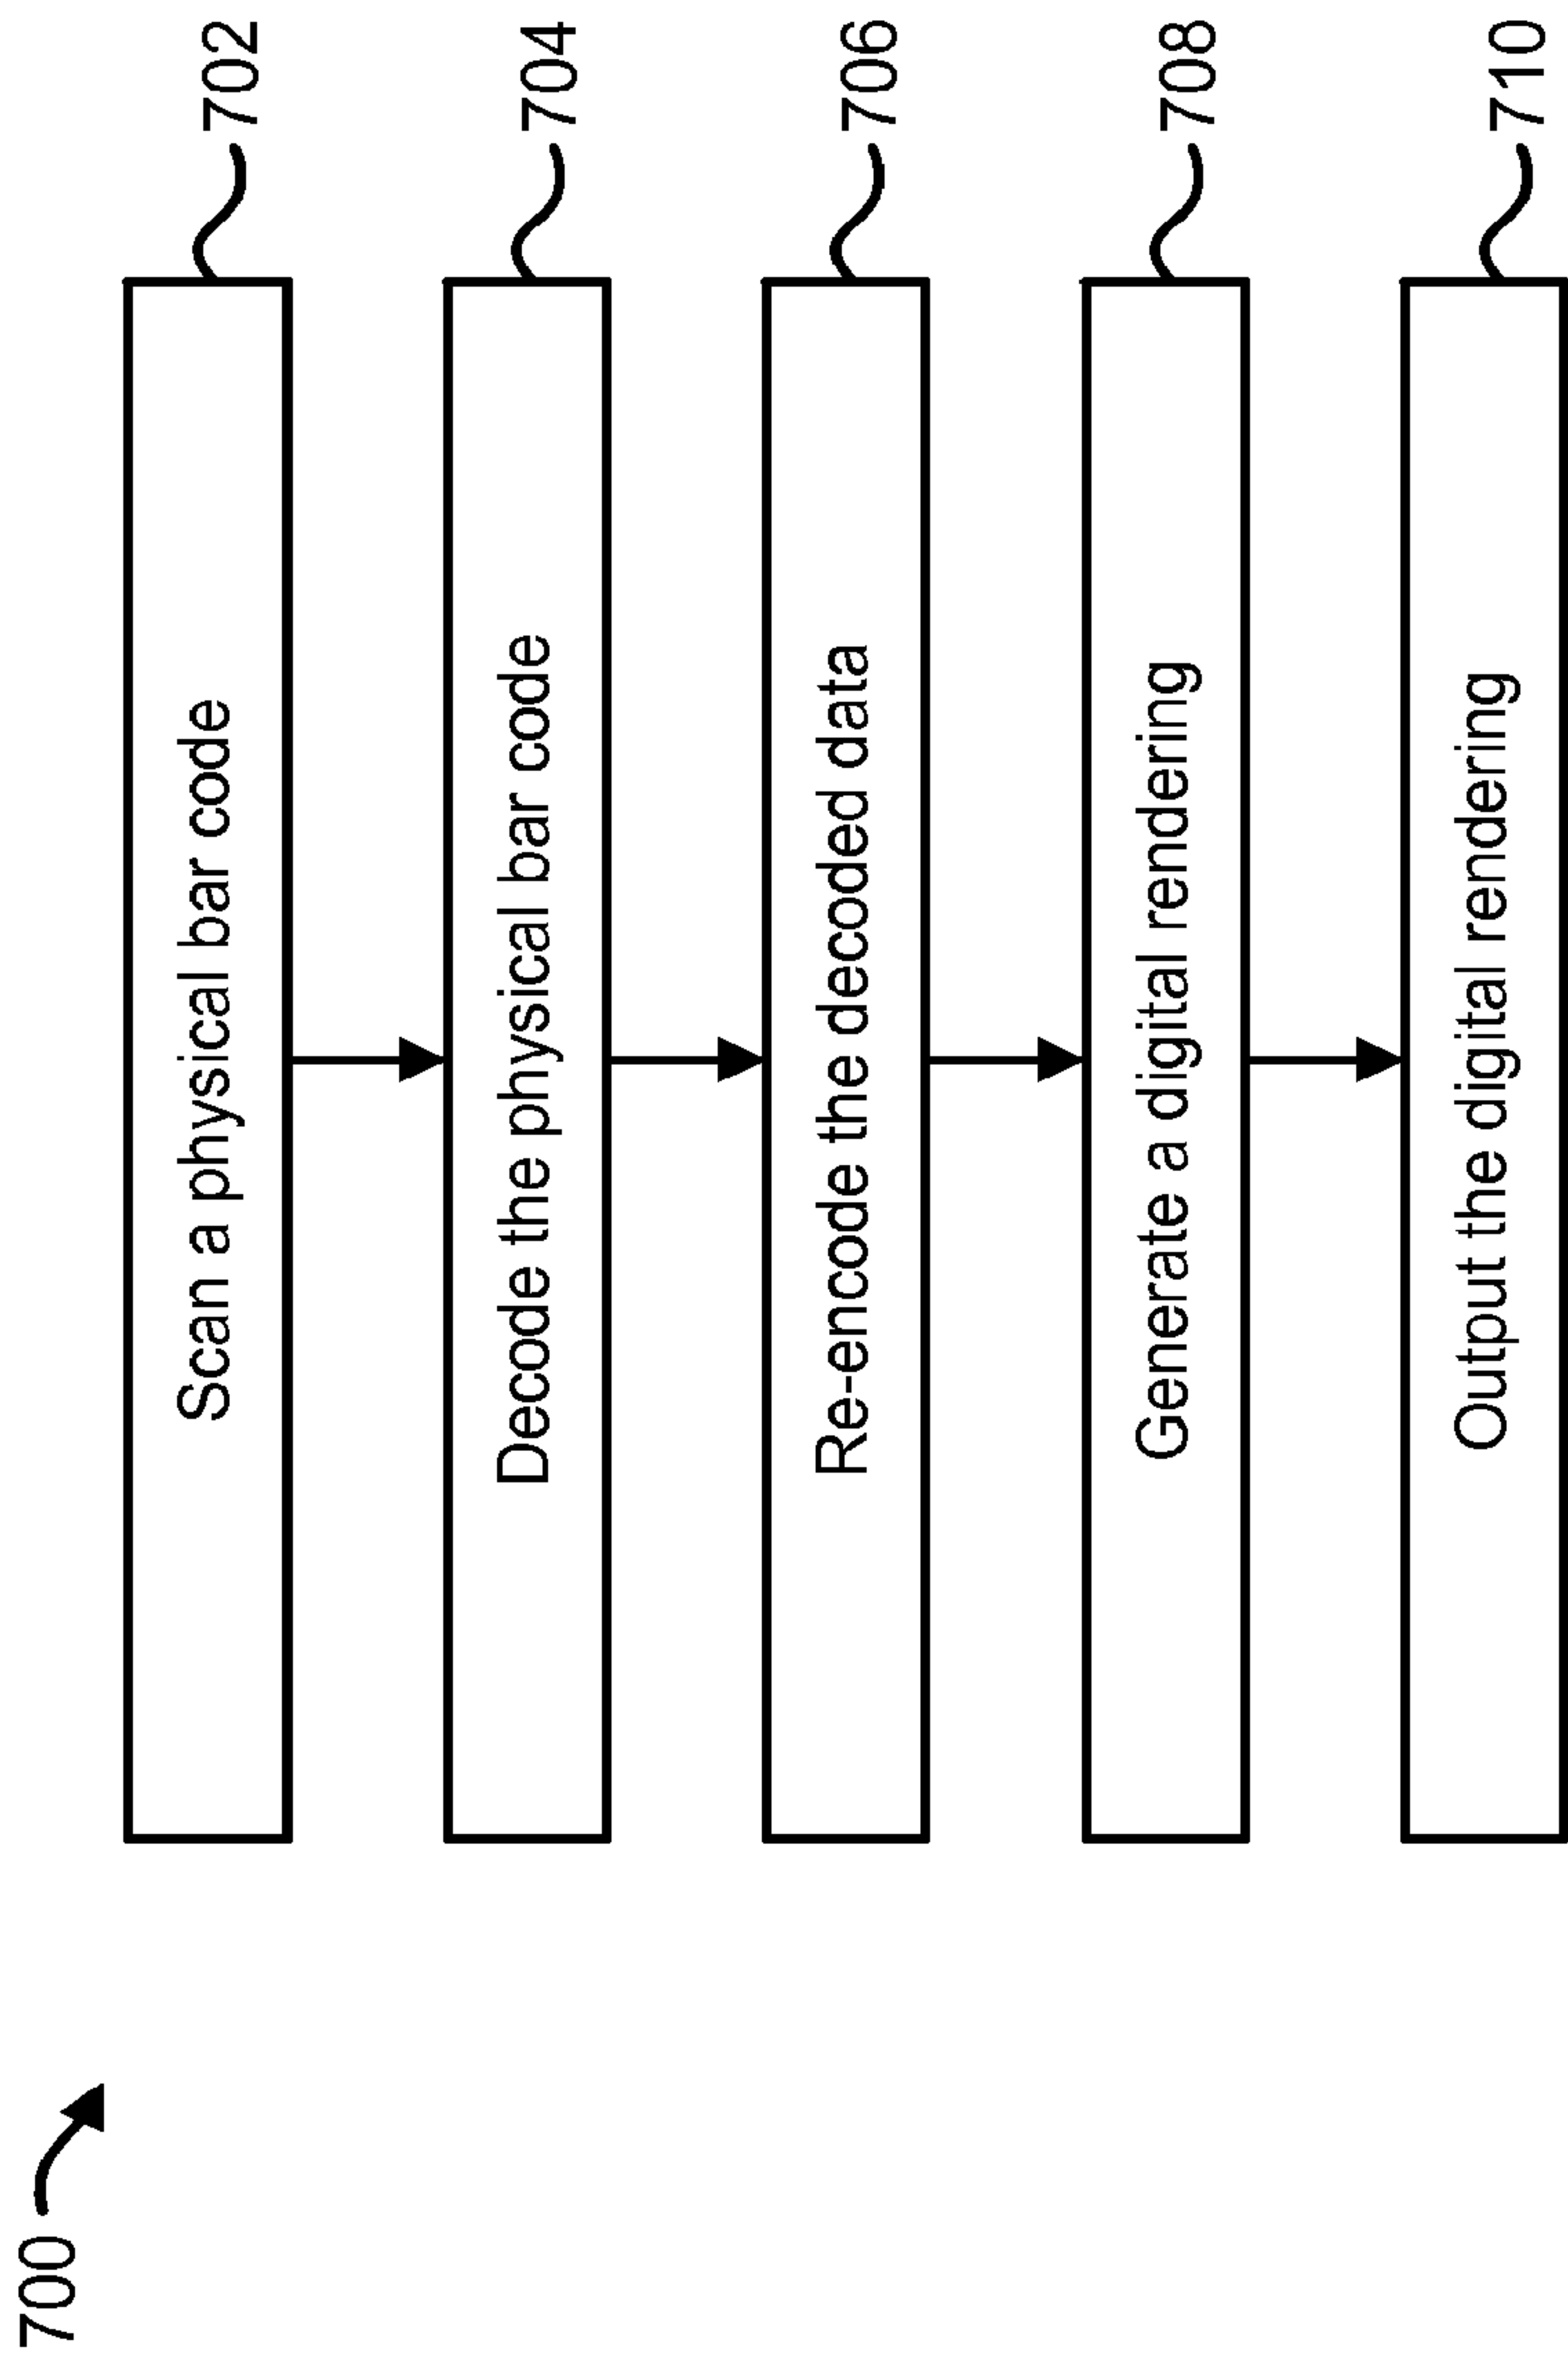 700
Scan a physical bar code
702
Decode the physical bar code
704
Re-encode the decoded data
706
Generate a digital rendering
708
Output the digital rendering
710